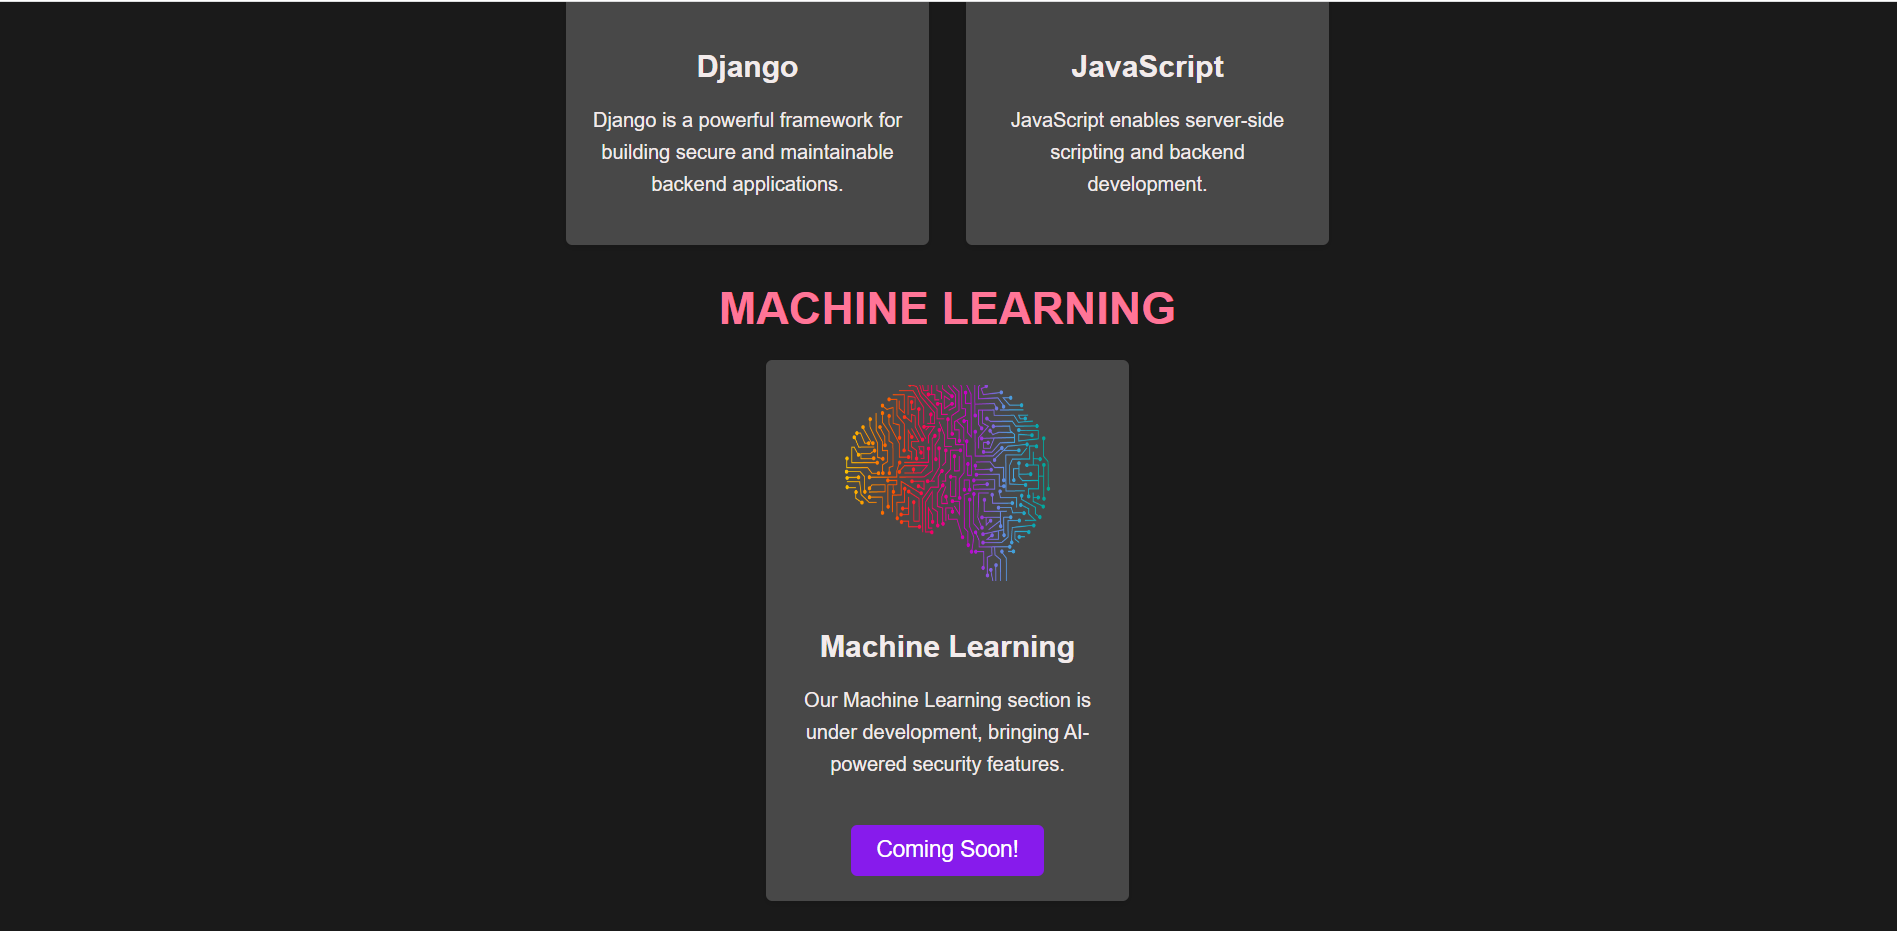 Django
Django is a powerful framework for
building secure and maintainable
backend applications.
JavaScript
JavaScript enables server-side
scripting and backend
development.
MACHINE LEARNING
Machine Learning
Our Machine Learning section is
under development, bringing AI-
powered security features.
Coming Soon!